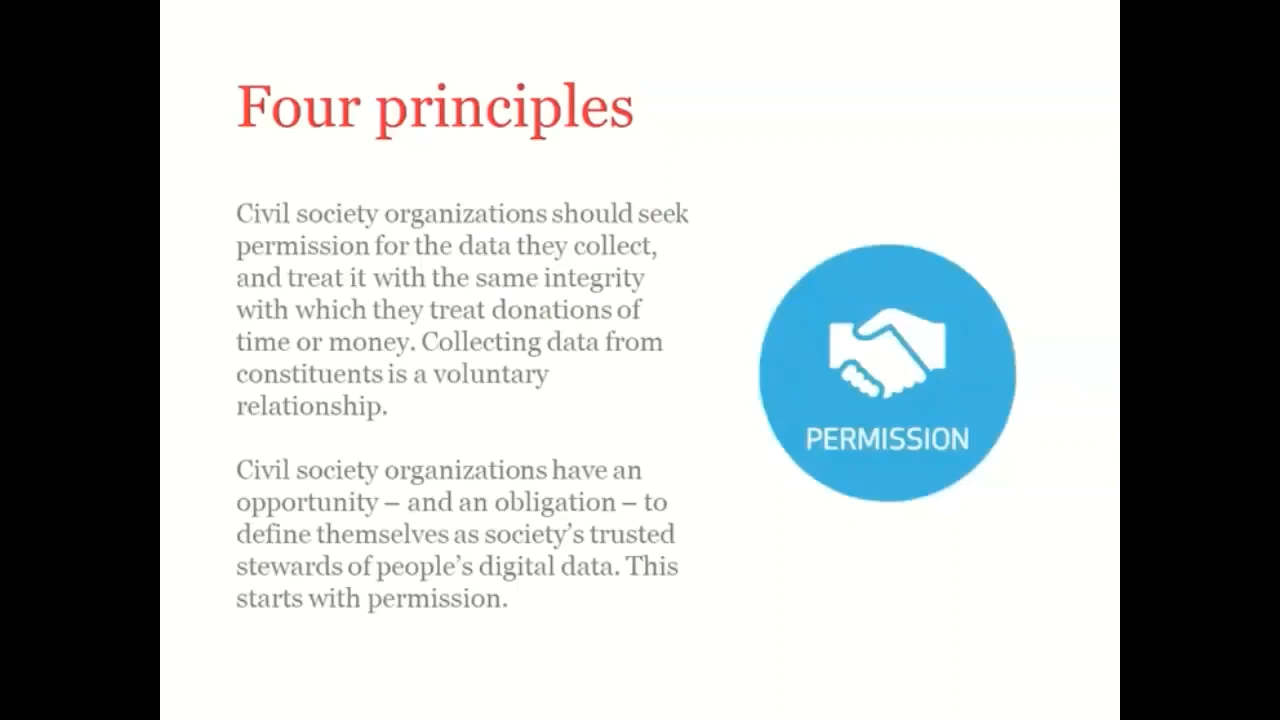 Four principles
Civil society organizations should seek
permission for the data they collect,
and treat it with the same integrity
with which they treat donations of
time or money. Collecting data from
constituents is a voluntary
relationship.
Civil society organizations have an
opportunity – and an obligation – to
define themselves as society’s trusted
stewards of people’s digital data. This
starts with permission.
PERMISSION